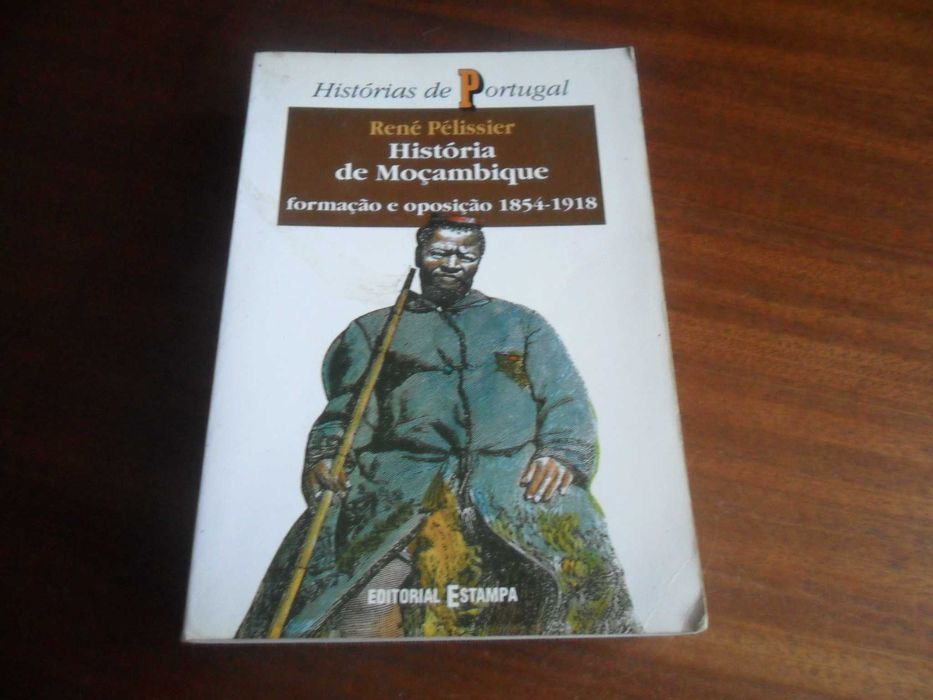 Histórias de Portugal
René Pélissier
História
de Moçambique
formação e oposição 1854-1918
EDITORIAL ESTAMPA